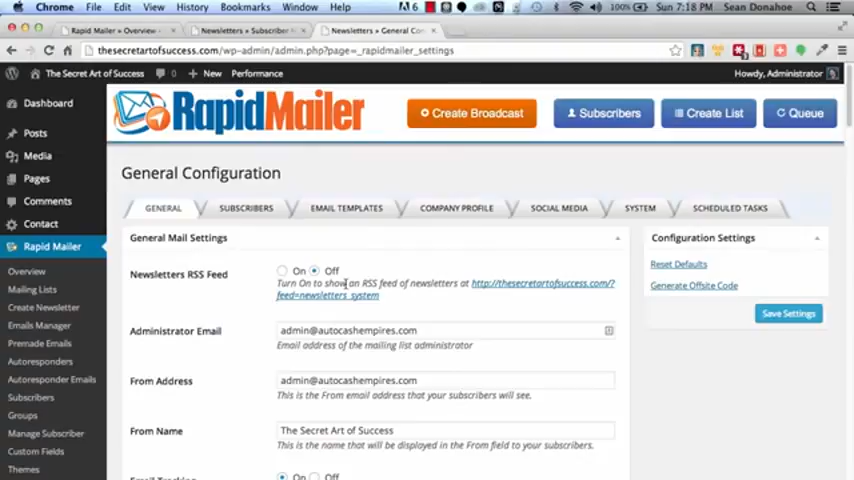 Chrome File Edit View History Bookmarks Window Help 6 100% Sun 7:18 PM Sean Donahoe
Rapid Mailer » Overview Newsletters » Subscriber Newsletters » General Con
thesecretartofsuccess.com/wp-admin/admin.php?page=_rapidmailer_settings
The Secret Art of Success 0 + New Performance Howdy, Administrator
Dashboard
Posts
Media
Pages
Comments
Contact
Rapid Mailer
Overview
Mailing Lists
Create Newsletter
Emails Manager
Premade Emails
Autoresponders
Autoresponder Emails
Subscribers
Groups
Manage Subscriber
Custom Fields
Themes
RapidMailer Create Broadcast Subscribers Create List Queue
General Configuration
GENERAL SUBSCRIBERS EMAIL TEMPLATES COMPANY PROFILE SOCIAL MEDIA SYSTEM SCHEDULED TASKS
General Mail Settings
Newsletters RSS Feed On Off
Turn On to show an RSS feed of newsletters at http://thesecretartofsuccess.com/?
feed=newsletters_system
Administrator Email admin@autocashempires.com
Email address of the mailing list administrator
From Address admin@autocashempires.com
This is the From email address that your subscribers will see.
From Name The Secret Art of Success
This is the name that will be displayed in the From field to your subscribers.
Email Tracking On Off
Configuration Settings
Reset Defaults
Generate Offsite Code
Save Settings